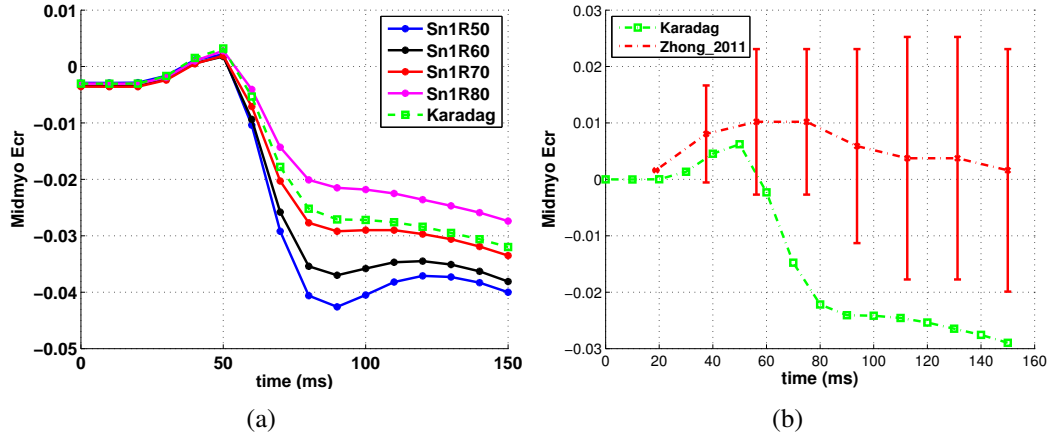 0.01
0
−0.01
−0.02
−0.03
−0.04
−0.05
Midmyo Ecr
0
50
100
150
time (ms)
Sn1R50
Sn1R60
Sn1R70
Sn1R80
Karadag
(a)
0.03
0.02
0.01
0
−0.01
−0.02
−0.03
Midmyo Ecr
0
20
40
60
80
100
120
140
160
time (ms)
Karadag
Zhong_2011
(b)